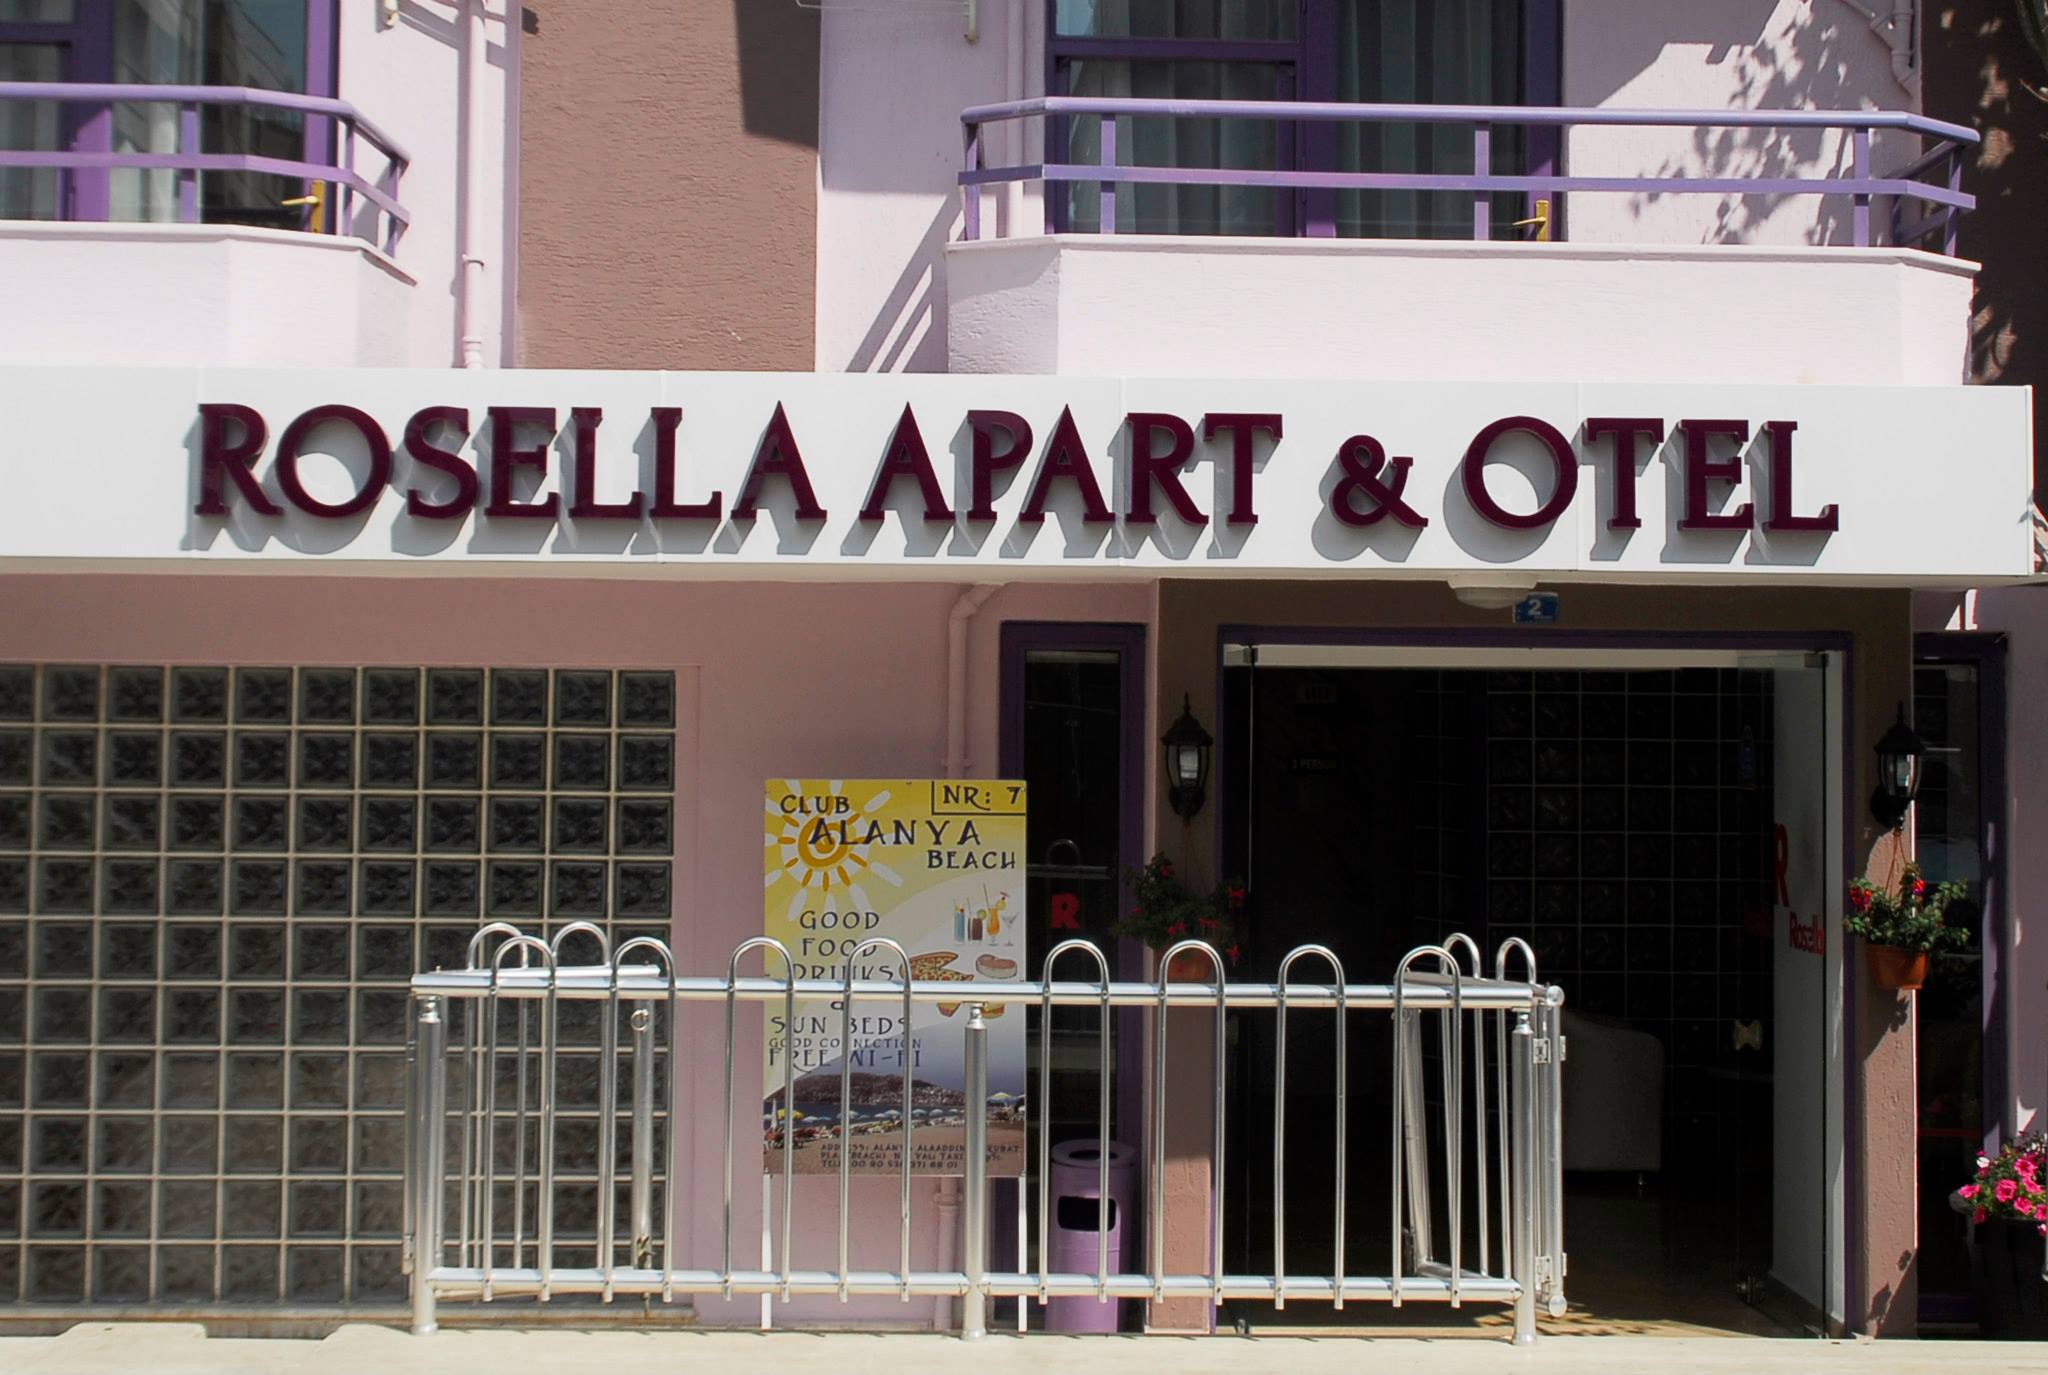 ROSELLA APART & OTEL
2
CLUB
NR: 7
ALANYA
BEACH
GOOD
FOOD
DRINKS
&
SUN BEDS
GOOD CONNECTION
FREE WI-FI
R
R
Rosella